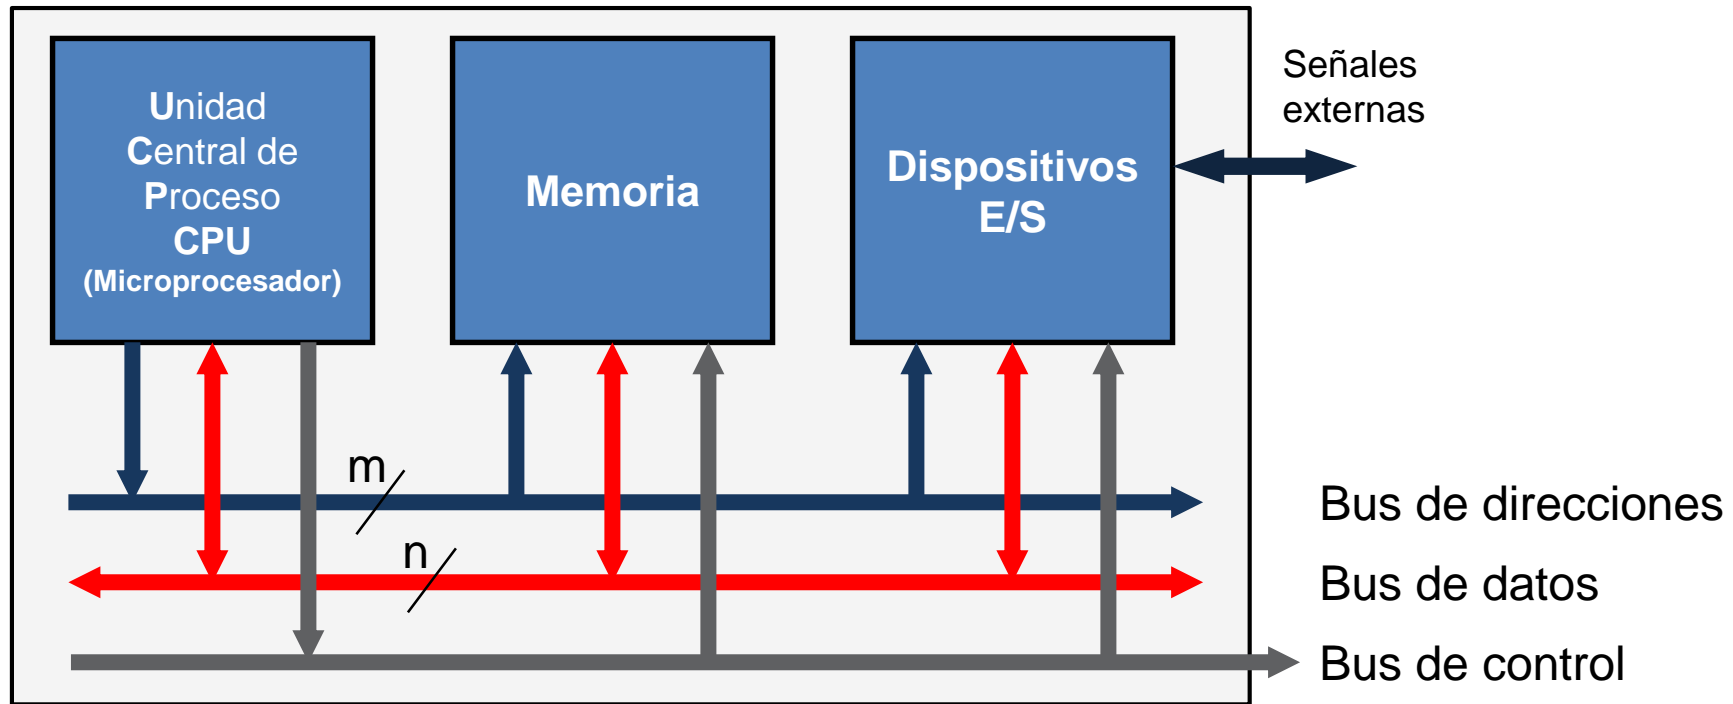 Unidad
Central de
Proceso
CPU
(Microprocesador)
Memoria
Dispositivos
E/S
Señales
externas
m
n
Bus de direcciones
Bus de datos
Bus de control